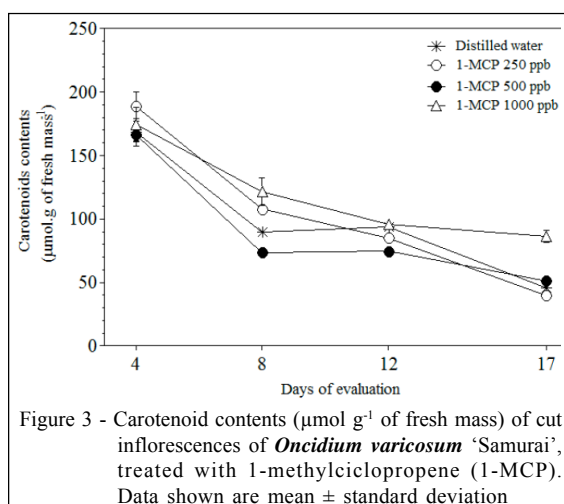 250
200
150
100
50
0
Carotenoids contents
(µmol.g of fresh mass)¹
Distilled water
1-MCP 250 ppb
1-MCP 500 ppb
1-MCP 1000 ppb
4 8 12 17
Days of evaluation
Figure 3 - Carotenoid contents (µmol g⁻¹ of fresh mass) of cut
inflorescences of Oncidium varicosum ‘Samurai’,
treated with 1-methylciclopropene (1-MCP).
Data shown are mean ± standard deviation